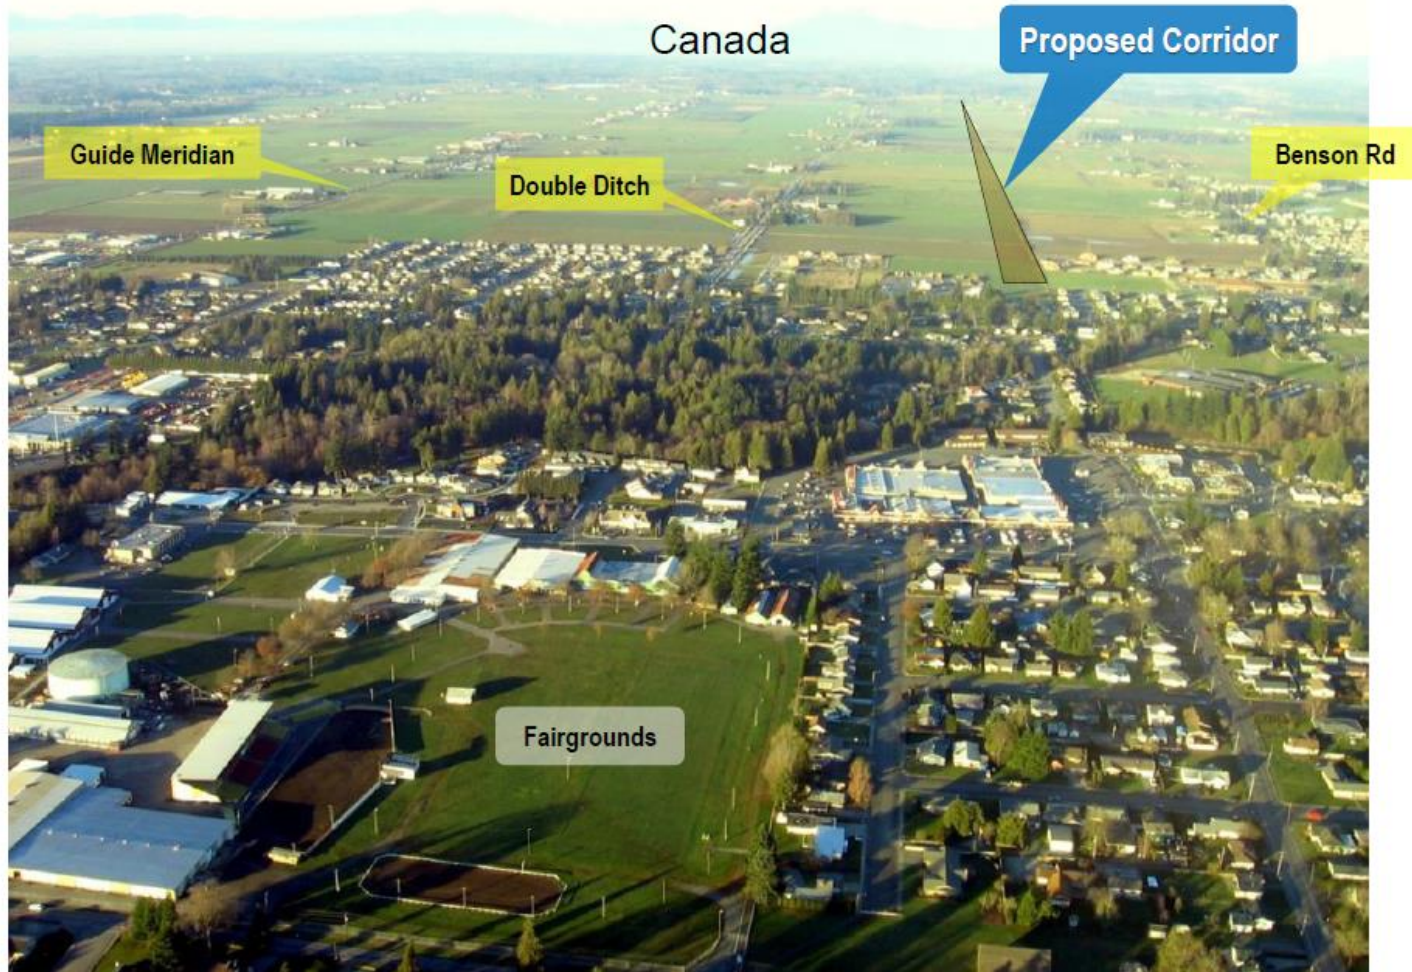 Canada
Proposed Corridor
Guide Meridian
Double Ditch
Benson Rd
Fairgrounds